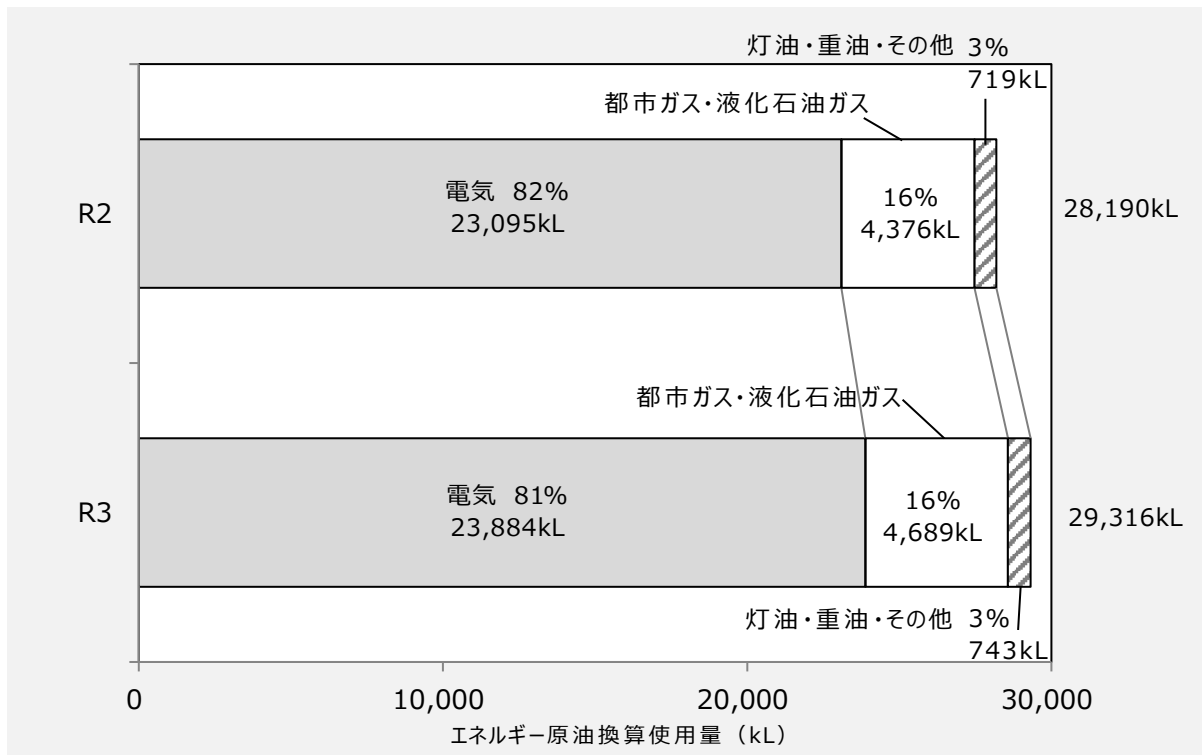 灯油・重油・その他 3%
719kL
都市ガス・液化石油ガス
R2
電気 82%
23,095kL
16%
4,376kL
28,190kL
都市ガス・液化石油ガス
R3
電気 81%
23,884kL
16%
4,689kL
29,316kL
灯油・重油・その他 3%
743kL
0 10,000 20,000 30,000
エネルギー原油換算使用量（kL）